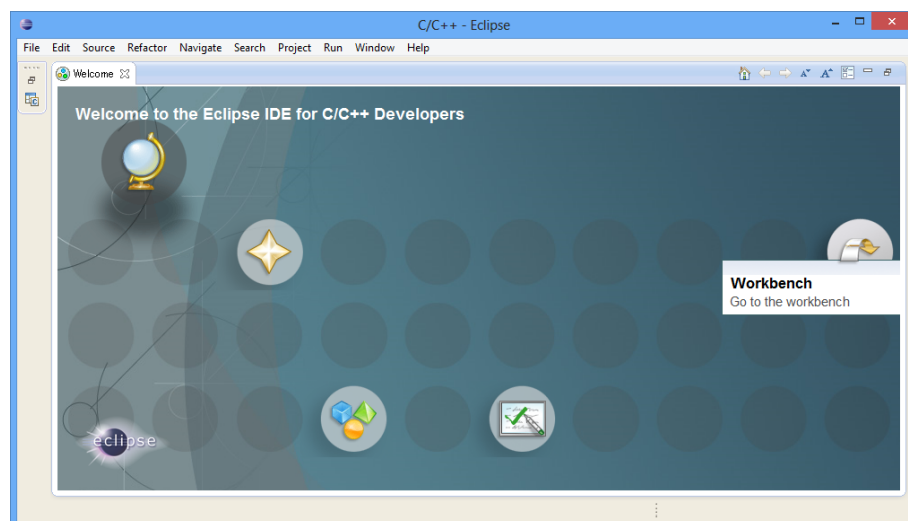 C/C++ - Eclipse
File Edit Source Refactor Navigate Search Project Run Window Help
Welcome
Welcome to the Eclipse IDE for C/C++ Developers
Workbench
Go to the workbench
eclipse